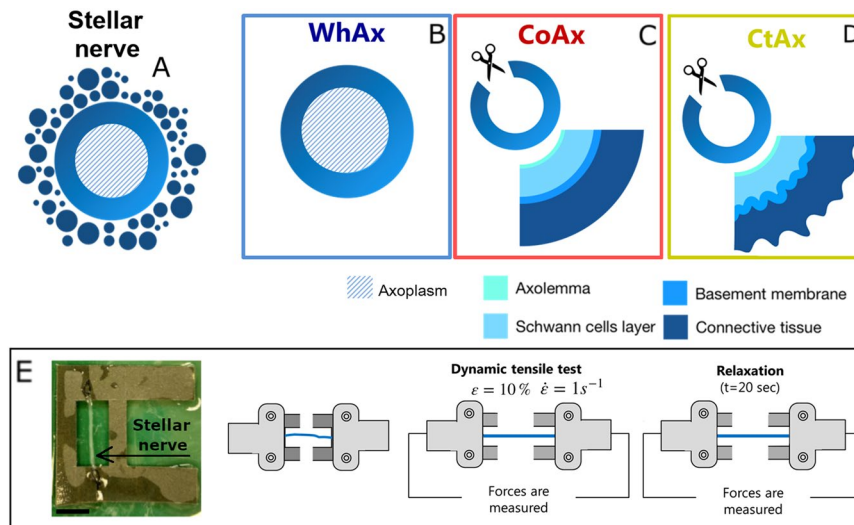 Stellar
nerve
A
WhAx
B
CoAx
C
CtAx
D
Axoplasm
Axolemma
Schwann cells layer
Basement membrane
Connective tissue
E
Stellar
nerve
Dynamic tensile test
ε = 10 % ε̇ = 1s⁻¹
Forces are
measured
Relaxation
(t=20 sec)
Forces are
measured